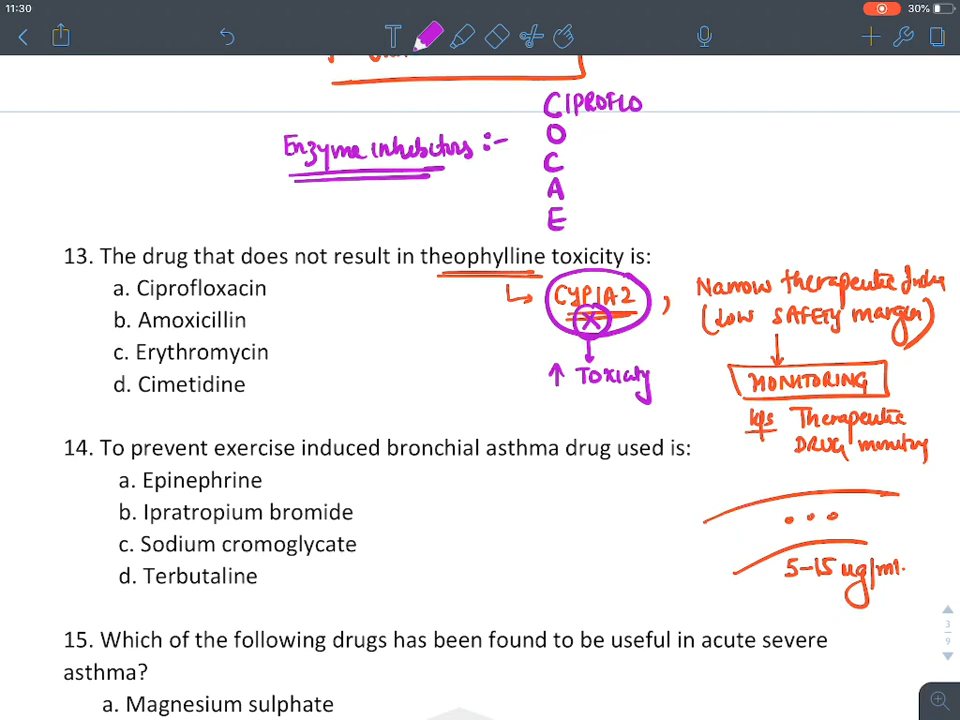 11:30
30%
T
Enzyme inhibitors :-
CIPROFLO
O
C
A
E
13. The drug that does not result in theophylline toxicity is:
a. Ciprofloxacin
b. Amoxicillin
c. Erythromycin
d. Cimetidine
CYP1A2 ,
X
↑ Toxicity
Narrow therapeutic Index
(low SAFETY margin)
MONITORING
k/s Therapeutic
DRUG
5-15 ug/ml.
14. To prevent exercise induced bronchial asthma drug used is:
a. Epinephrine
b. Ipratropium bromide
c. Sodium cromoglycate
d. Terbutaline
15. Which of the following drugs has been found to be useful in acute severe
asthma?
a. Magnesium sulphate
3
9